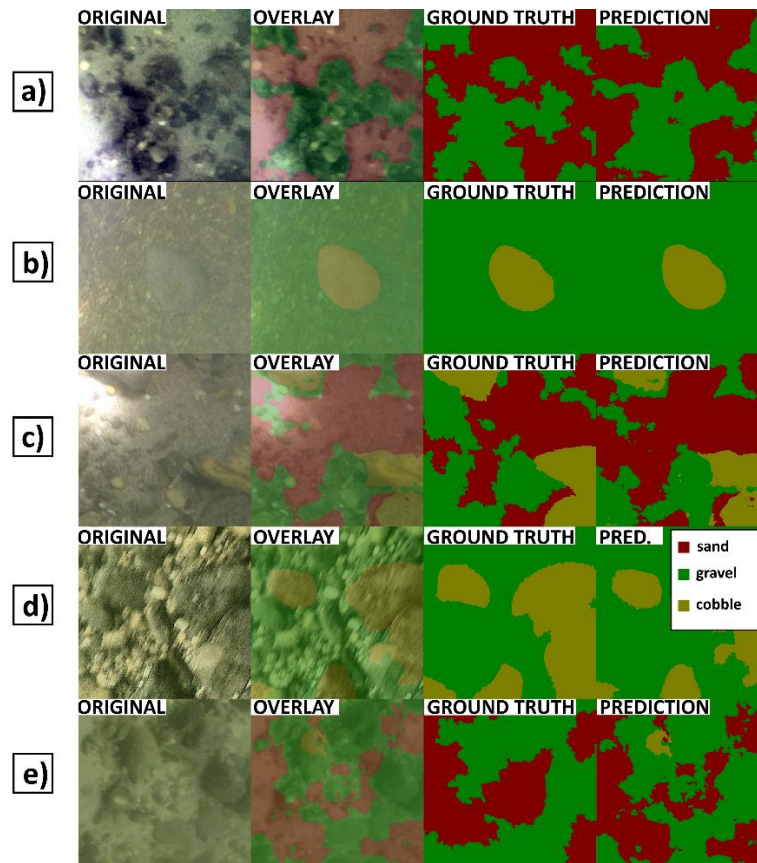 ORIGINAL OVERLAY GROUND TRUTH PREDICTION
a)
ORIGINAL OVERLAY GROUND TRUTH PREDICTION
b)
ORIGINAL OVERLAY GROUND TRUTH PREDICTION
c)
ORIGINAL OVERLAY GROUND TRUTH PRED.
sand
d)
gravel
cobble
ORIGINAL OVERLAY GROUND TRUTH PREDICTION
e)